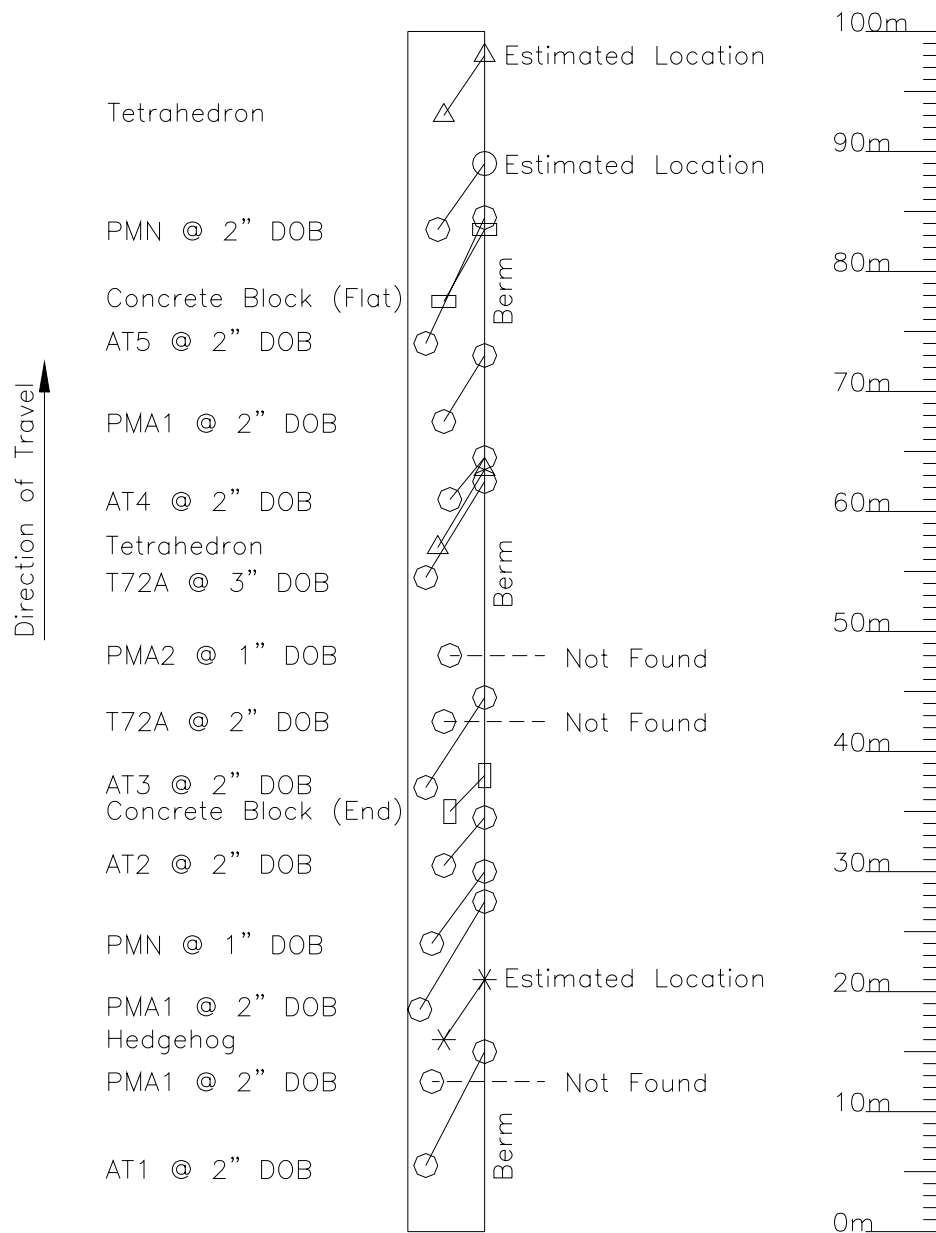 100m
Estimated Location
Tetrahedron
90m
Estimated Location
PMN @ 2” DOB
80m
Berm
Concrete Block (Flat)
AT5 @ 2” DOB
70m
Direction of Travel
PMA1 @ 2” DOB
60m
AT4 @ 2” DOB
Tetrahedron
Berm
T72A @ 3” DOB
50m
PMA2 @ 1” DOB
Not Found
T72A @ 2” DOB
Not Found
40m
AT3 @ 2” DOB
Concrete Block (End)
30m
AT2 @ 2” DOB
PMN @ 1” DOB
Estimated Location
20m
PMA1 @ 2” DOB
Hedgehog
PMA1 @ 2” DOB
Not Found
10m
Berm
AT1 @ 2” DOB
0m